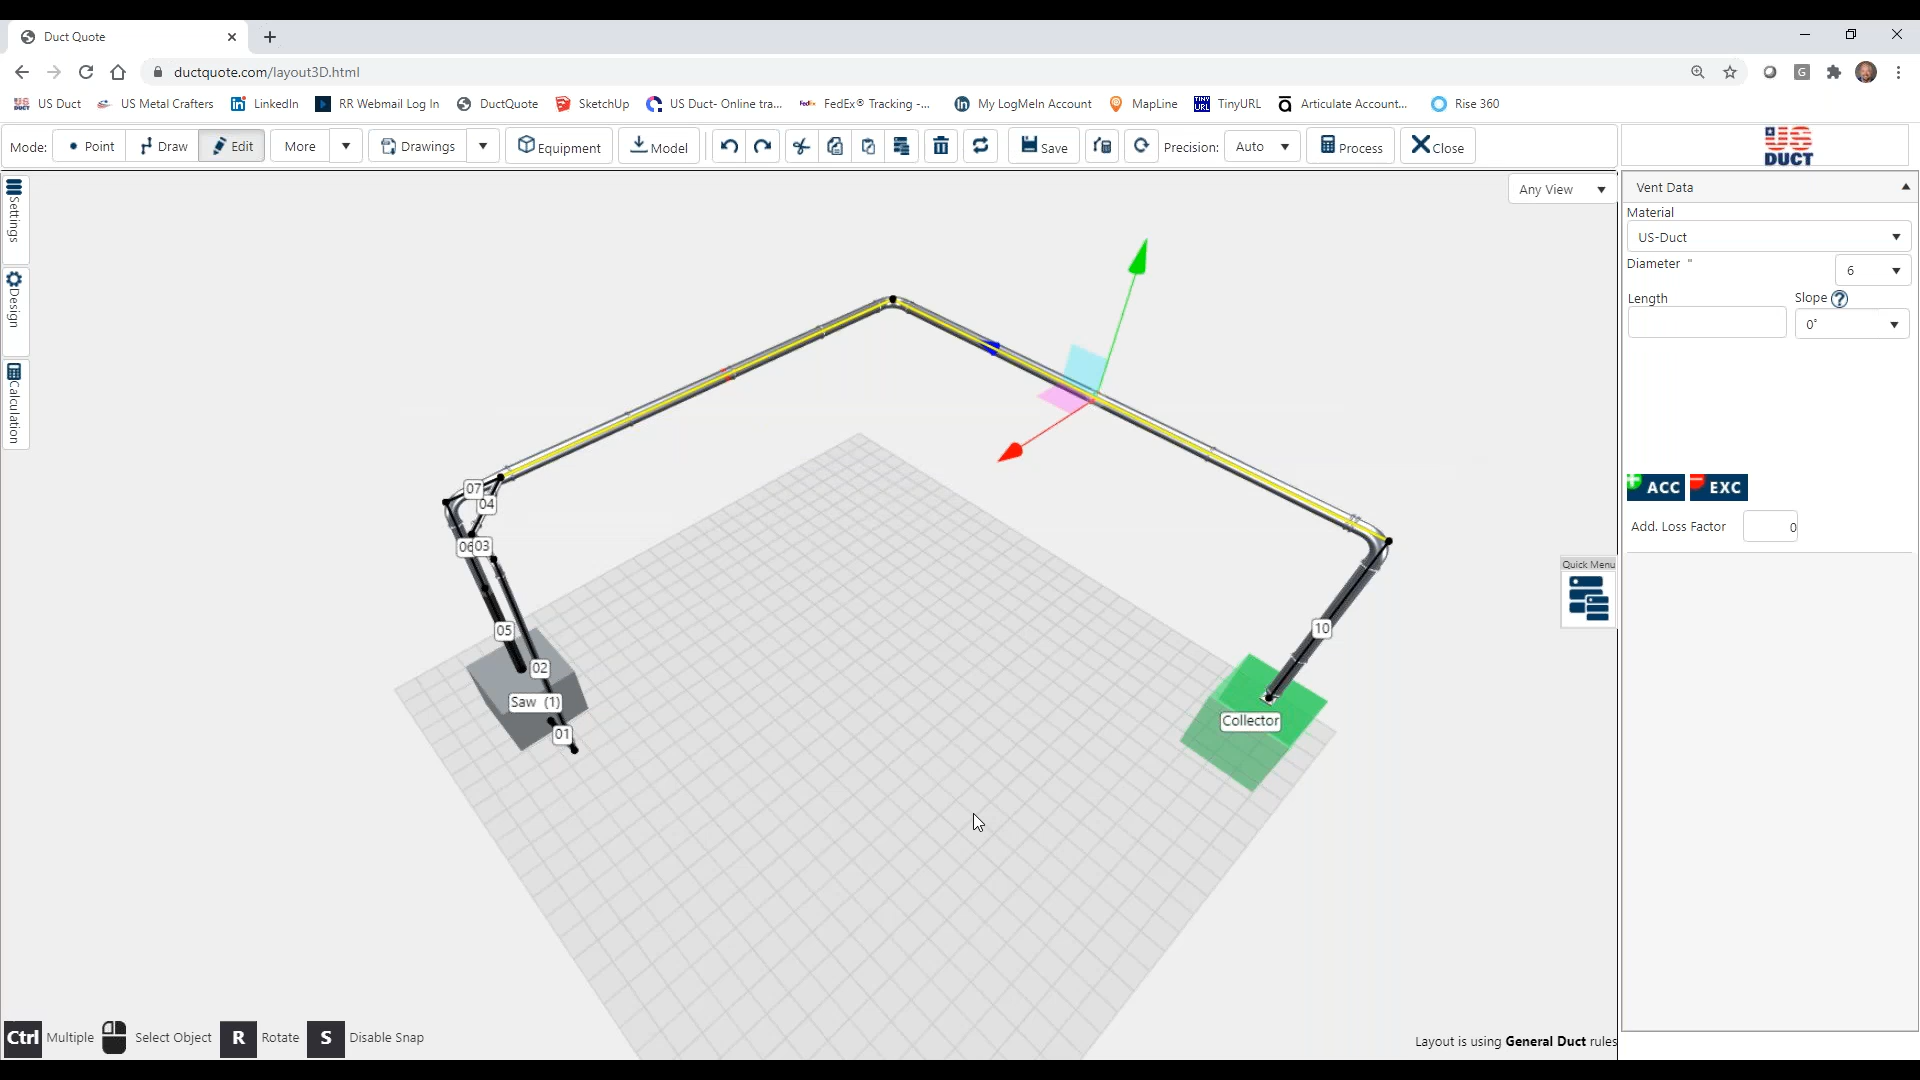 Duct Quote
ductquote.com/layout3D.html
US Duct US Metal Crafters LinkedIn RR Webmail Log In DuctQuote SketchUp US Duct- Online tra... FedEx® Tracking -... My LogMeIn Account MapLine TinyURL Articulate Account... Rise 360
Mode: Point Draw Edit More Drawings Equipment Model Save Precision: Auto Process Close
US DUCT
Settings
Design
Calculation
Any View
Vent Data
Material
US-Duct
Diameter "
6
Length
Slope ?
0°
ACC EXC
Add. Loss Factor 0
Quick Menu
07
04
06
03
05
02
Saw (1)
01
10
Collector
Ctrl Multiple Select Object R Rotate S Disable Snap
Layout is using General Duct rules